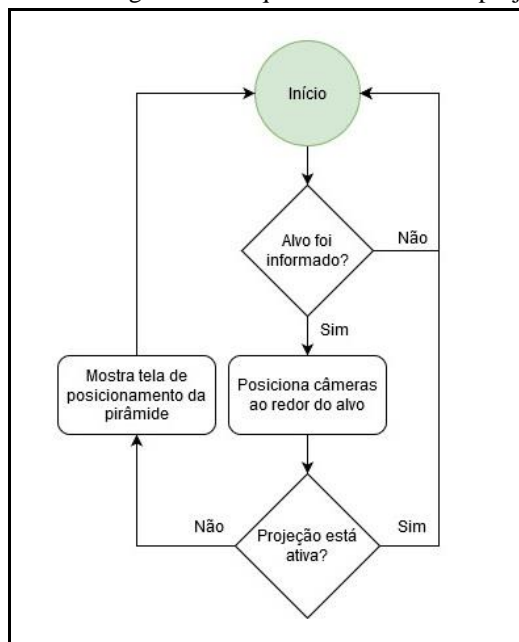 Início
Alvo foi
informado?
Não
Sim
Mostra tela de
posicionamento da
pirâmide
Posiciona câmeras
ao redor do alvo
Não
Projeção está
ativa?
Sim